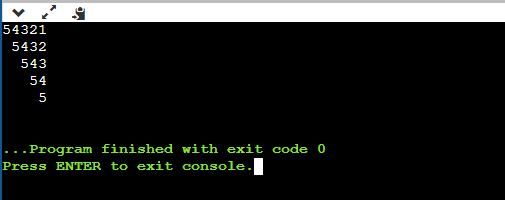 54321
 5432
  543
   54
    5
...Program finished with exit code 0
Press ENTER to exit console.